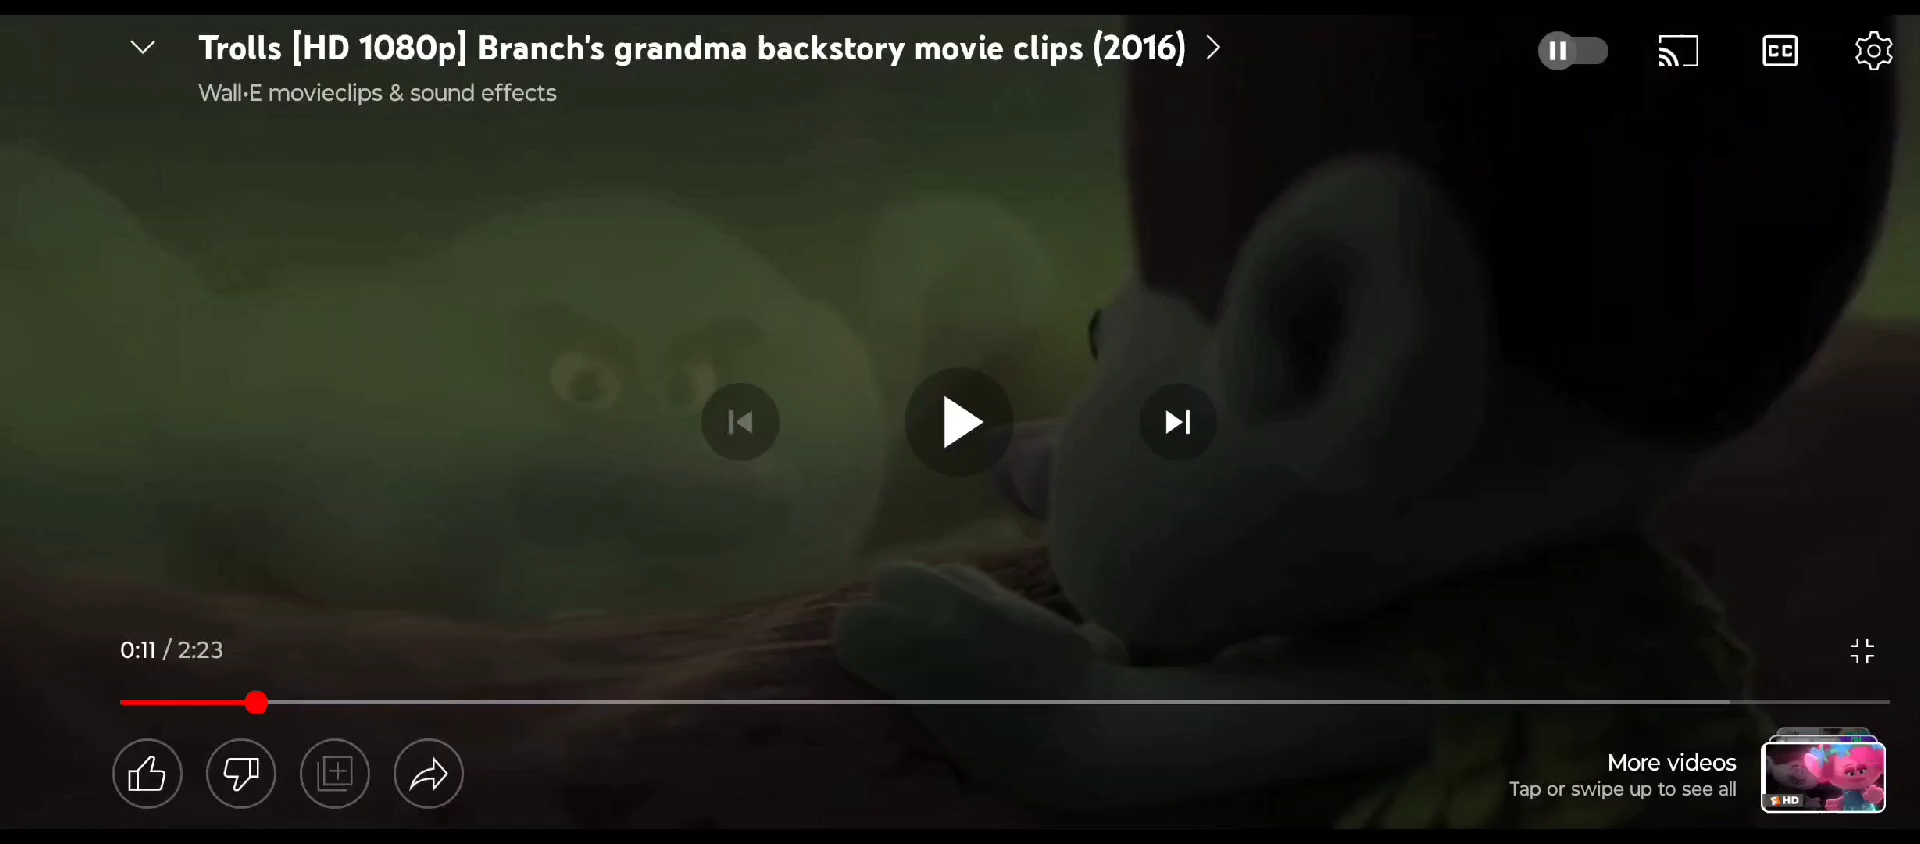 Trolls [HD 1080p] Branch's grandma backstory movie clips (2016)
Wall•E movieclips & sound effects
CC
0:11 / 2:23
More videos
Tap or swipe up to see all
HD